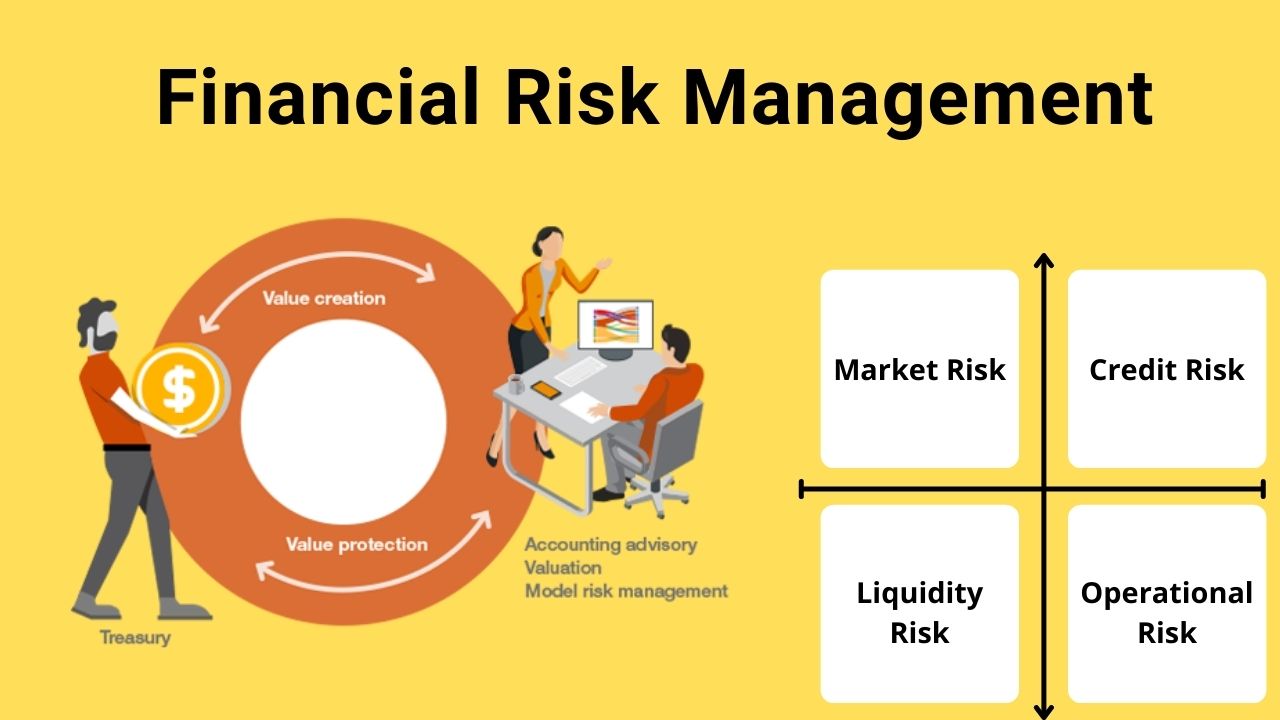 Financial Risk Management
Value creation
Value protection
Treasury
Accounting advisory
Valuation
Model risk management
Market Risk
Credit Risk
Liquidity
Risk
Operational
Risk
$